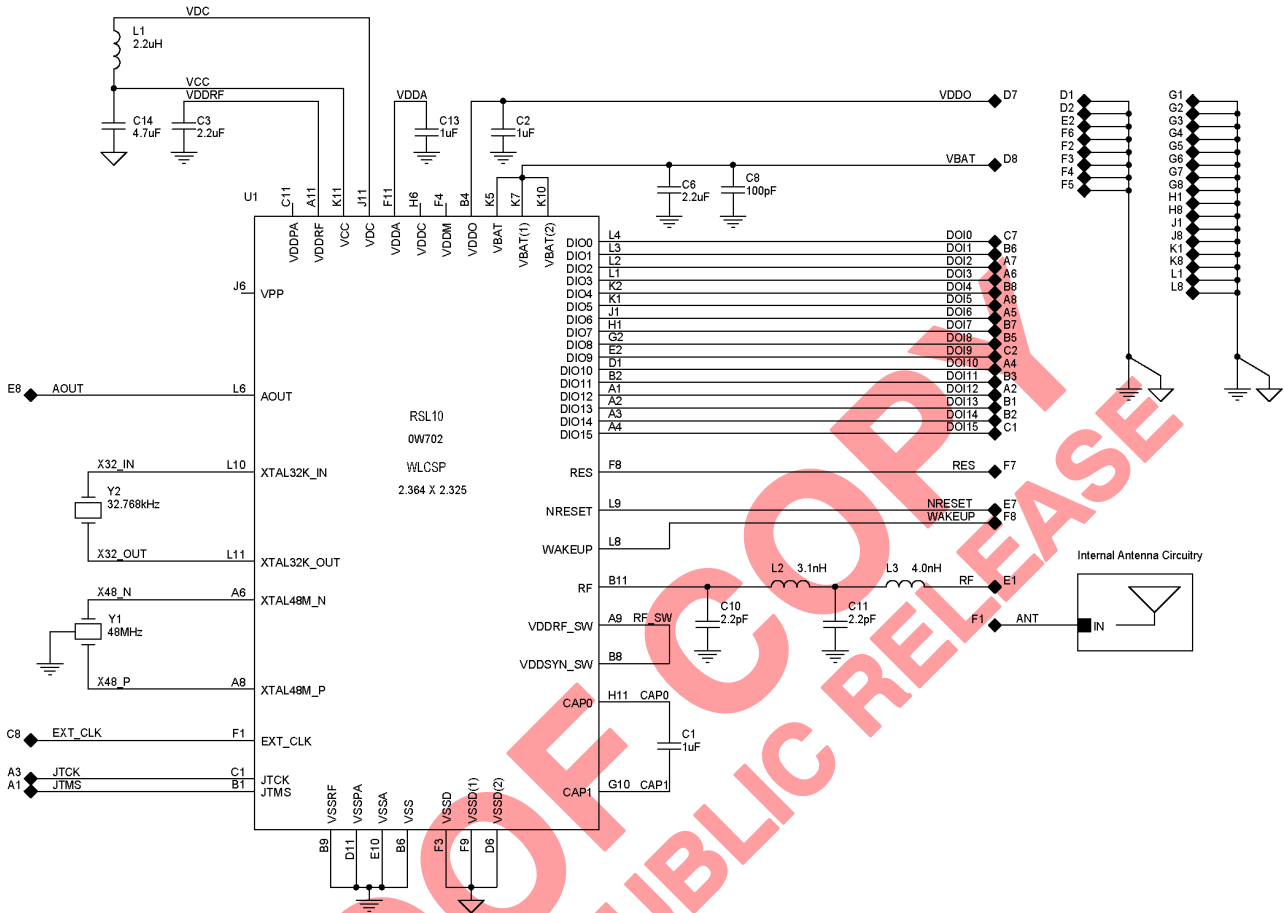 VDC
L1
2.2uH
VCC
VDDRF
C14
4.7uF
C3
2.2uF
VDDA
C13
1uF
C2
1uF
VDDO D7
VBAT D8
C6
2.2uF
C8
100pF
D1
D2
E2
F6
F2
F3
F4
F5
G1
G2
G3
G4
G5
G6
G7
G8
H1
H8
J1
J8
K1
K8
L1
L8
U1
C11 A11 K11 J11 F11 H6 F4 B4 K5 K7 K10
VDDPA VDDRF VCC VDC VDDA VDDC VDDM VDDO VBAT VBAT(1) VBAT(2)
J6 VPP
E8 AOUT L6 AOUT
RSL10
0W702
WLCSP
2.364 X 2.325
DIO0 L4 DOI0 C7
DIO1 L3 DOI1 B6
DIO2 L2 DOI2 A7
DIO3 L1 DOI3 A6
DIO4 K2 DOI4 B8
DIO5 K1 DOI5 A8
DIO6 J1 DOI6 A5
DIO7 H1 DOI7 B7
DIO8 G2 DOI8 B5
DIO9 E2 DOI9 C2
DIO10 D1 DOI10 A4
DIO11 B2 DOI11 B3
DIO12 A1 DOI12 A2
DIO13 A2 DOI13 B1
DIO14 A3 DOI14 B2
DIO15 A4 DOI15 C1
X32_IN L10 XTAL32K_IN
Y2
32.768kHz
X32_OUT L11 XTAL32K_OUT
X48_N A6 XTAL48M_N
Y1
48MHz
X48_P A8 XTAL48M_P
C8 EXT_CLK F1 EXT_CLK
A3 JTCK C1 JTCK
A1 JTMS B1 JTMS
RES F8 RES F7
NRESET L9 NRESET E7
WAKEUP L8 WAKEUP F8
RF B11 L2 3.1nH L3 4.0nH RF E1
C10
2.2pF
C11
2.2pF
VDDRF_SW A9 RF_SW
VDDSYN_SW B8
CAP0 H11 CAP0
C1
1uF
CAP1 G10 CAP1
Internal Antenna Circuitry
F1 ANT IN
VSSRF VSSPA VSSA VSS VSSD VSSD(1) VSSD(2)
B9 D11 E10 B6 F3 F9 D6
OOF COPY
UBLIC RELEASE